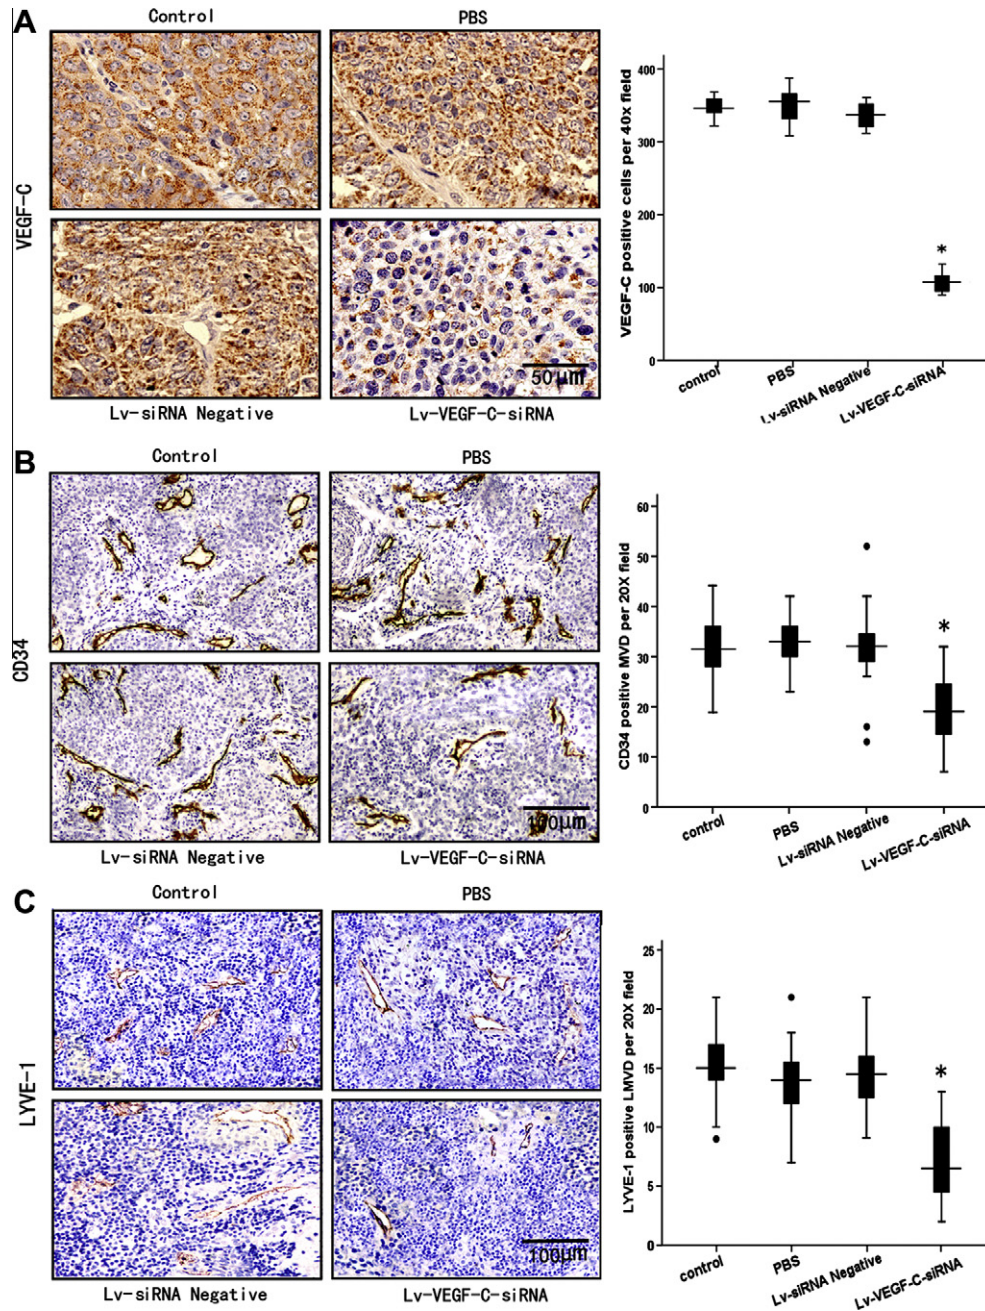 A
Control
PBS
VEGF-C
50μm
Lv-siRNA Negative
Lv-VEGF-C-siRNA
VEGF-C positive cells per 40x field
400
300
200
100
0
*
control
PBS
Lv-siRNA Negative
Lv-VEGF-C-siRNA
B
Control
PBS
CD34
100μm
Lv-siRNA Negative
Lv-VEGF-C-siRNA
CD34 positive MVD per 20X field
60
50
40
30
20
10
0
*
control
PBS
Lv-siRNA Negative
Lv-VEGF-C-siRNA
C
Control
PBS
LYVE-1
100μm
Lv-siRNA Negative
Lv-VEGF-C-siRNA
LYVE-1 positive LMVD per 20X field
25
20
15
10
5
0
*
control
PBS
Lv-siRNA Negative
Lv-VEGF-C-siRNA